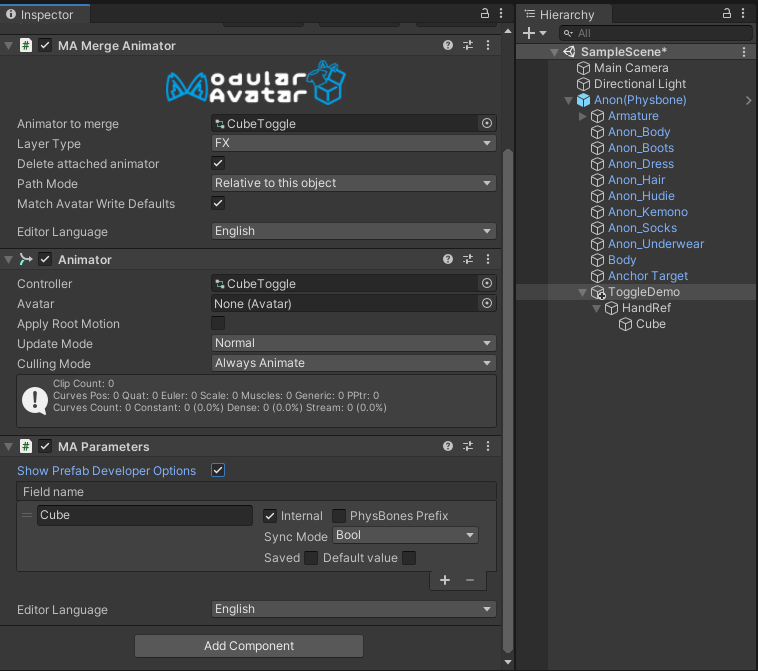 Inspector
MA Merge Animator
Modular Avatar
Animator to merge CubeToggle
Layer Type FX
Delete attached animator
Path Mode Relative to this object
Match Avatar Write Defaults
Editor Language English
Animator
Controller CubeToggle
Avatar None (Avatar)
Apply Root Motion
Update Mode Normal
Culling Mode Always Animate
Clip Count: 0
Curves Pos: 0 Quat: 0 Euler: 0 Scale: 0 Muscles: 0 Generic: 0 PPtr: 0
Curves Count: 0 Constant: 0 (0.0%) Dense: 0 (0.0%) Stream: 0 (0.0%)
MA Parameters
Show Prefab Developer Options
Field name
Cube Internal PhysBones Prefix
Sync Mode Bool
Saved Default value
Editor Language English
Add Component
Hierarchy
All
SampleScene*
Main Camera
Directional Light
Anon(Physbone)
Armature
Anon_Body
Anon_Boots
Anon_Dress
Anon_Hair
Anon_Hudie
Anon_Kemono
Anon_Socks
Anon_Underwear
Body
Anchor Target
ToggleDemo
HandRef
Cube